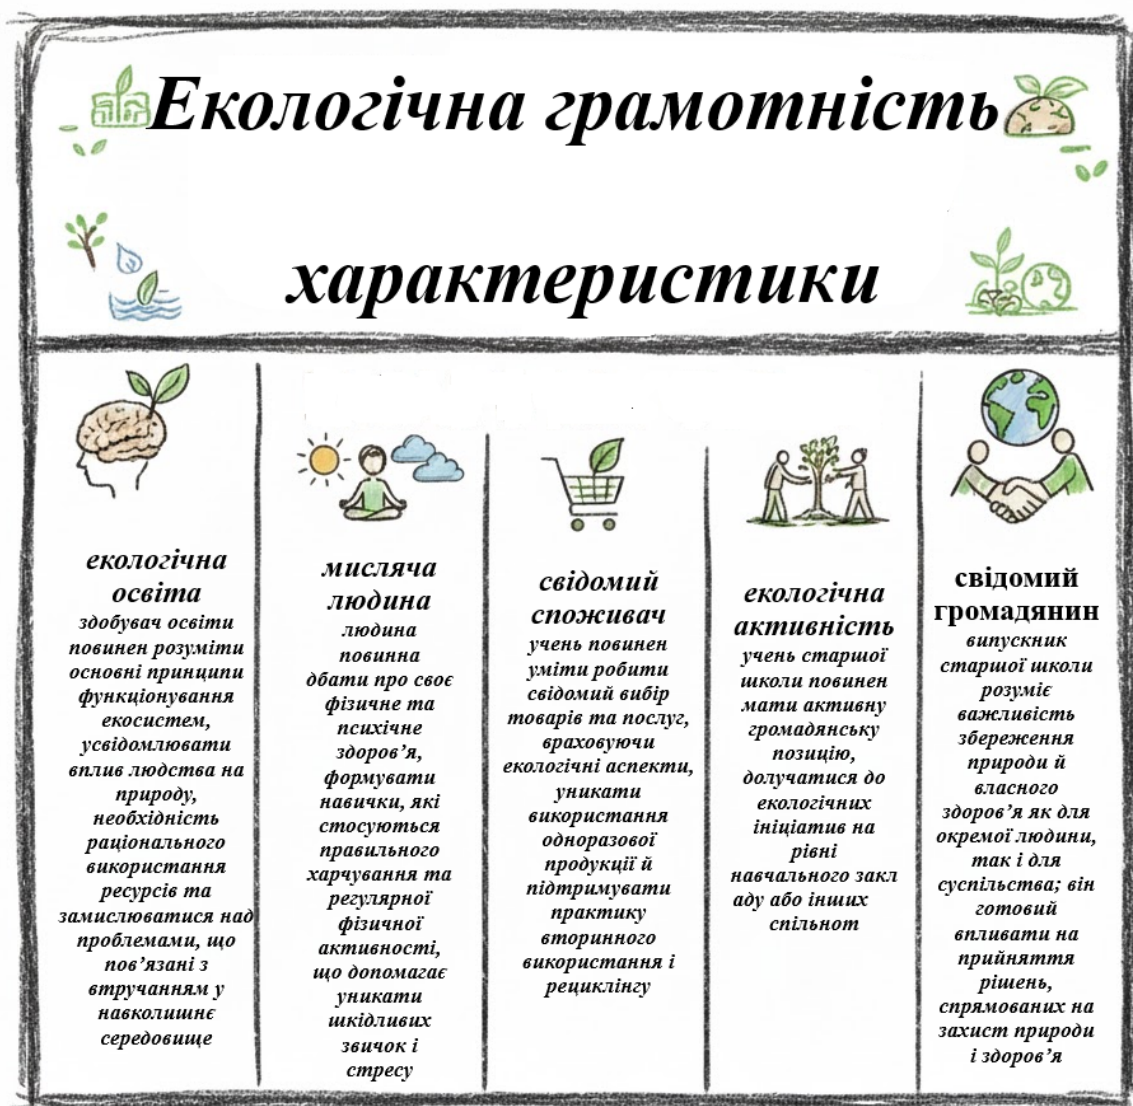 Екологічна грамотність
характеристики
екологічна
освіта
здобувач освіти
повинен розуміти
основні принципи
функціонування
екосистем,
усвідомлювати
вплив людства на
природу,
необхідність
раціонального
використання
ресурсів та
замислюватися над
проблемами, що
пов’язані з
втручанням у
навколишнє
середовище
мисляча
людина
людина
повинна
дбати про своє
фізичне та
психічне
здоров’я,
формувати
навички, які
стосуються
правильного
харчування та
регулярної
фізичної
активності,
що допомагає
уникати
шкідливих
звичок і
стресу
свідомий
споживач
учень повинен
уміти робити
свідомий вибір
товарів та послуг,
враховуючи
екологічні аспекти,
уникати
використання
одноразової
продукції й
підтримувати
практику
вторинного
використання і
рециклінгу
екологічна
активність
учень старшої
школи повинен
мати активну
громадянську
позицію,
долучатися до
екологічних
ініціатив на
рівні
навчального закл
аду або інших
спільнот
свідомий
громадянин
випускник
старшої школи
розуміє
важливість
збереження
природи й
власного
здоров’я як для
окремої людини,
так і для
суспільства; він
готовий
впливати на
прийняття
рішень,
спрямованих на
захист природи
і здоров’я